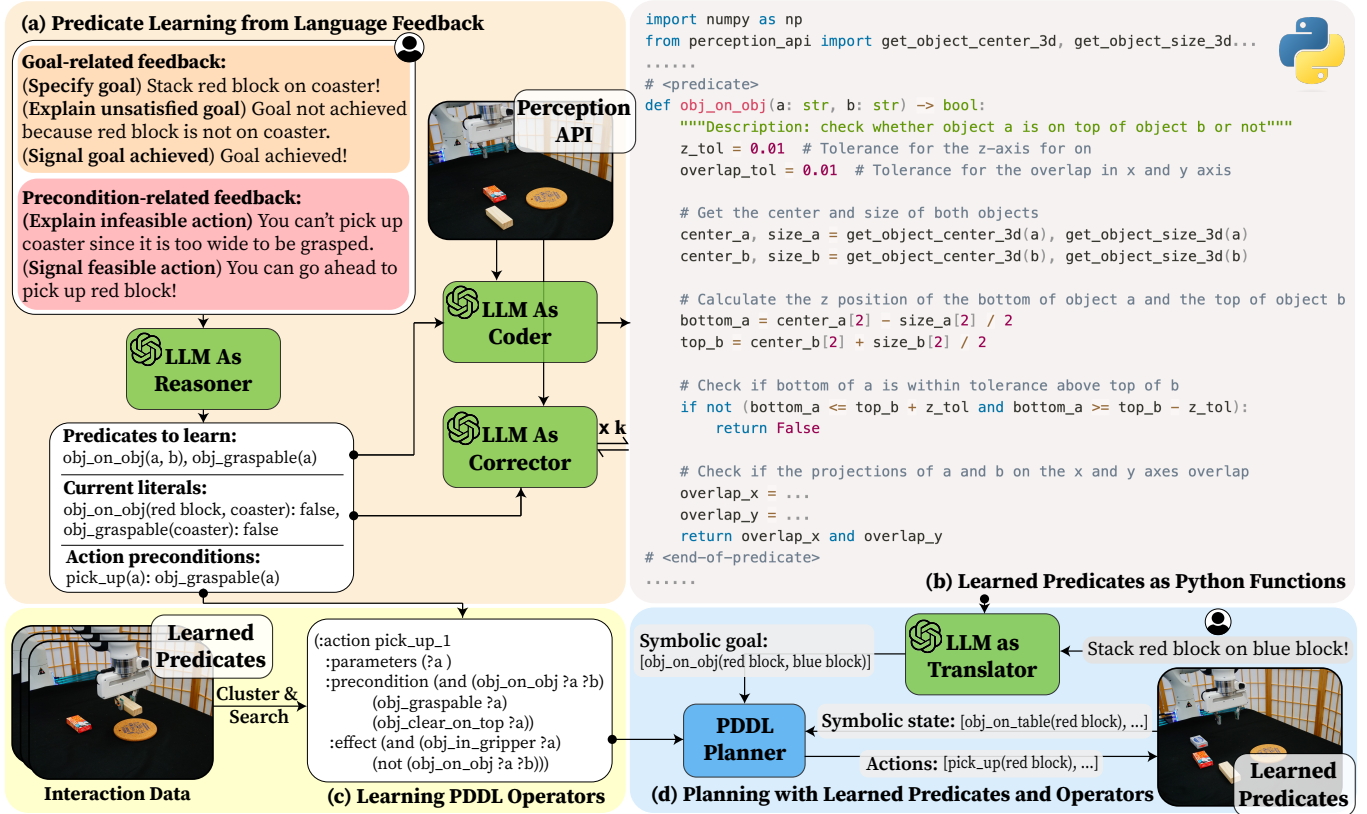 (a) Predicate Learning from Language Feedback
Goal-related feedback:
(Specify goal) Stack red block on coaster!
(Explain unsatisfied goal) Goal not achieved
because red block is not on coaster.
(Signal goal achieved) Goal achieved!
Precondition-related feedback:
(Explain infeasible action) You can't pick up
coaster since it is too wide to be grasped.
(Signal feasible action) You can go ahead to
pick up red block!
Perception
API
LLM As
Reasoner
LLM As
Coder
LLM As
Corrector
x k
Predicates to learn:
obj_on_obj(a, b), obj_graspable(a)
Current literals:
obj_on_obj(red block, coaster): false,
obj_graspable(coaster): false
Action preconditions:
pick_up(a): obj_graspable(a)
import numpy as np
from perception_api import get_object_center_3d, get_object_size_3d...
......
# <predicate>
def obj_on_obj(a: str, b: str) -> bool:
    """Description: check whether object a is on top of object b or not"""
    z_tol = 0.01  # Tolerance for the z-axis for on
    overlap_tol = 0.01  # Tolerance for the overlap in x and y axis
    # Get the center and size of both objects
    center_a, size_a = get_object_center_3d(a), get_object_size_3d(a)
    center_b, size_b = get_object_center_3d(b), get_object_size_3d(b)
    # Calculate the z position of the bottom of object a and the top of object b
    bottom_a = center_a[2] - size_a[2] / 2
    top_b = center_b[2] + size_b[2] / 2
    # Check if bottom of a is within tolerance above top of b
    if not (bottom_a <= top_b + z_tol and bottom_a >= top_b - z_tol):
        return False
    # Check if the projections of a and b on the x and y axes overlap
    overlap_x = ...
    overlap_y = ...
    return overlap_x and overlap_y
# <end-of-predicate>
......
(b) Learned Predicates as Python Functions
Learned
Predicates
Cluster &
Search
Interaction Data
(:action pick_up_1
:parameters (?a )
:precondition (and (obj_on_obj ?a ?b)
(obj_graspable ?a)
(obj_clear_on_top ?a))
:effect (and (obj_in_gripper ?a)
(not (obj_on_obj ?a ?b)))
(c) Learning PDDL Operators
Symbolic goal:
[obj_on_obj(red block, blue block)]
LLM as
Translator
Stack red block on blue block!
PDDL
Planner
Symbolic state: [obj_on_table(red block), ...]
Actions: [pick_up(red block), ...]
Learned
Predicates
(d) Planning with Learned Predicates and Operators